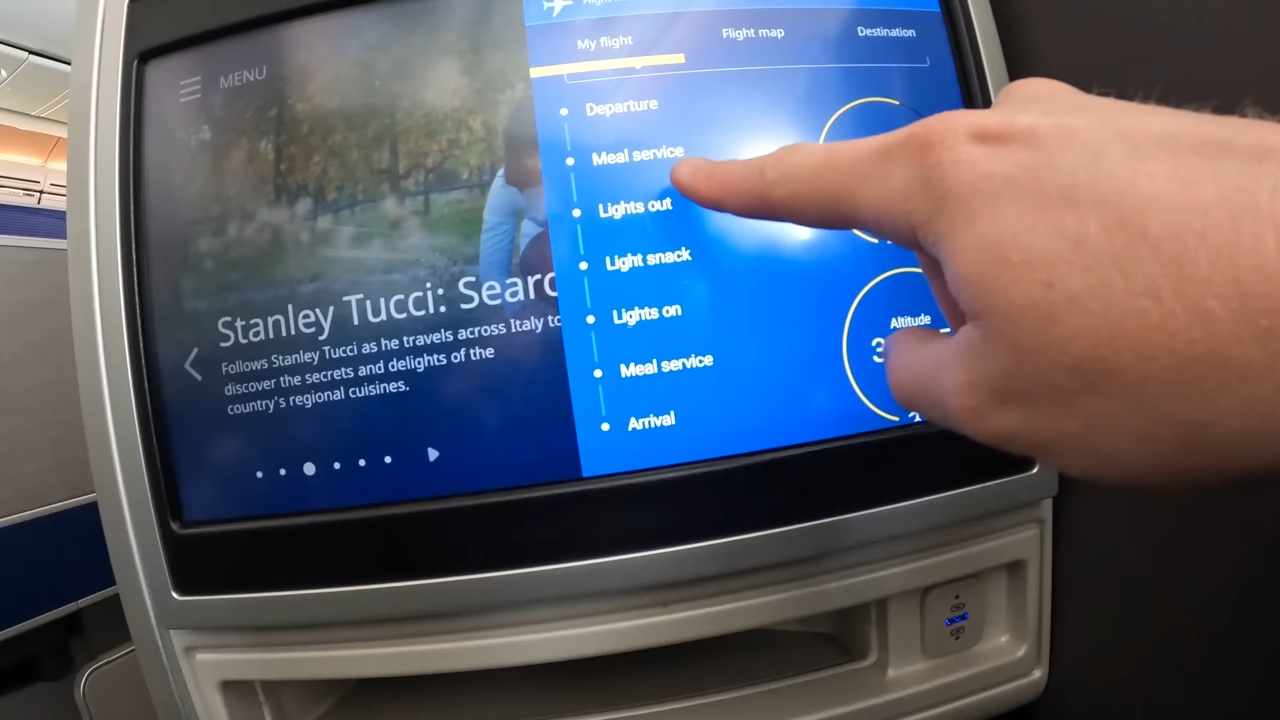 MENU
Stanley Tucci: Searc
Follows Stanley Tucci as he travels across Italy to
discover the secrets and delights of the
country's regional cuisines.
My flight
Flight map
Destination
Departure
Meal service
Lights out
Light snack
Lights on
Meal service
Arrival
Altitude